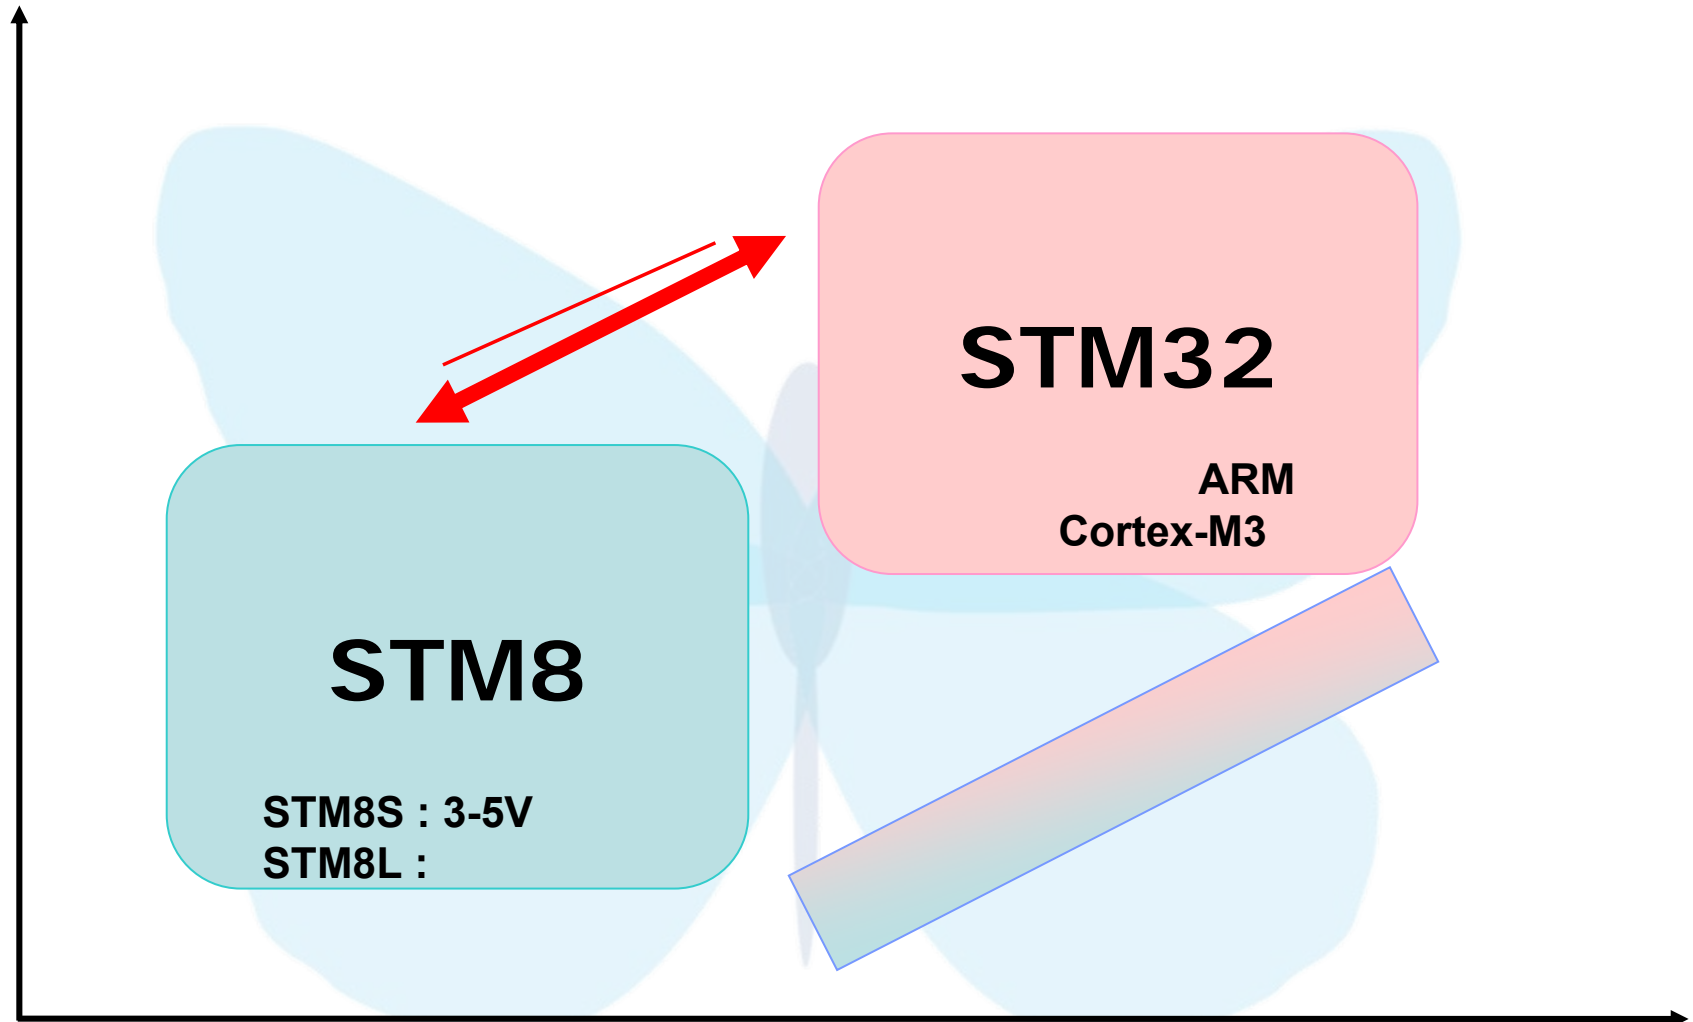 STM32
ARM
Cortex-M3
STM8
STM8S : 3-5V
STM8L :